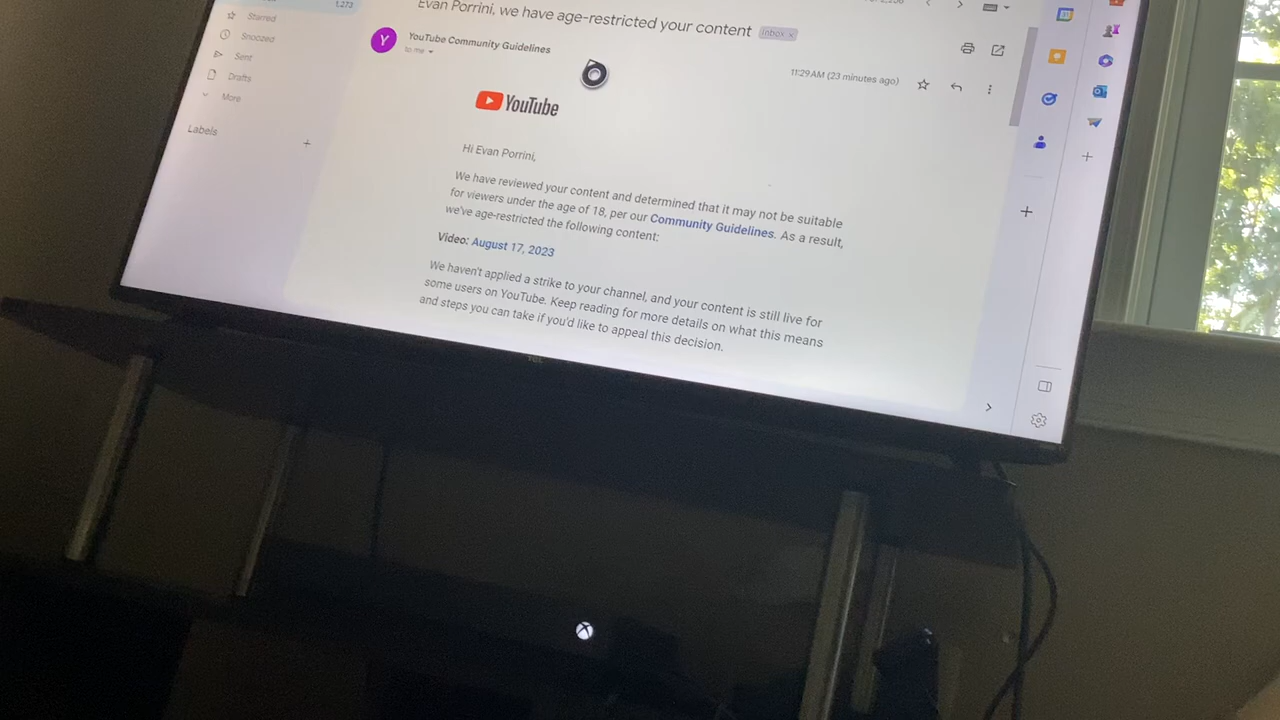 1,273
Evan Porrini, we have age-restricted your content Inbox x
Starred
Snoozed
Sent
Drafts
More
Labels
Y
YouTube Community Guidelines
to me
11:29 AM (23 minutes ago)
YouTube
Hi Evan Porrini,
We have reviewed your content and determined that it may not be suitable
for viewers under the age of 18, per our Community Guidelines. As a result,
we've age-restricted the following content:
Video: August 17, 2023
We haven't applied a strike to your channel, and your content is still live for
some users on YouTube. Keep reading for more details on what this means
and steps you can take if you'd like to appeal this decision.
TCL